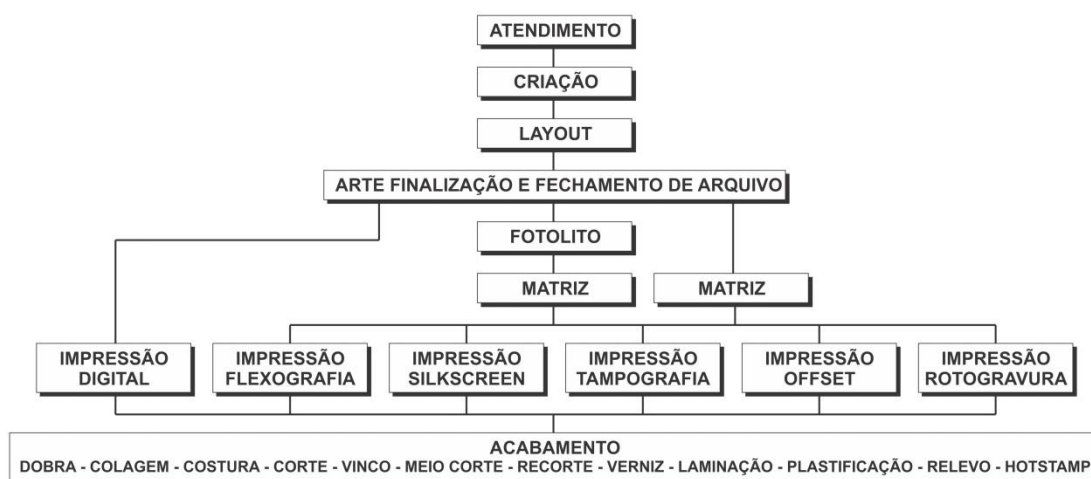 ATENDIMENTO
CRIAÇÃO
LAYOUT
ARTE FINALIZAÇÃO E FECHAMENTO DE ARQUIVO
FOTOLITO
MATRIZ
MATRIZ
IMPRESSÃO
DIGITAL
IMPRESSÃO
FLEXOGRAFIA
IMPRESSÃO
SILKSCREEN
IMPRESSÃO
TAMPOGRAFIA
IMPRESSÃO
OFFSET
IMPRESSÃO
ROTOGRAVURA
ACABAMENTO
DOBRA - COLAGEM - COSTURA - CORTE - VINCO - MEIO CORTE - RECORTE - VERNIZ - LAMINAÇÃO - PLASTIFICAÇÃO - RELEVO - HOTSTAMP